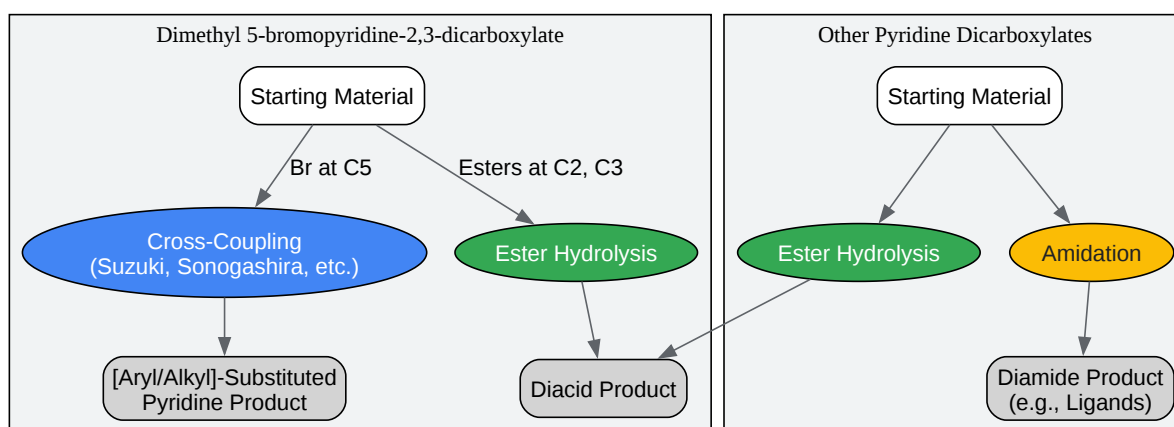 Dimethyl 5-bromopyridine-2,3-dicarboxylate
Starting Material
Br at C5
Esters at C2, C3
Cross-Coupling
(Suzuki, Sonogashira, etc.)
Ester Hydrolysis
[Aryl/Alkyl]-Substituted
Pyridine Product
Diacid Product
Other Pyridine Dicarboxylates
Starting Material
Ester Hydrolysis
Amidation
Diamide Product
(e.g., Ligands)